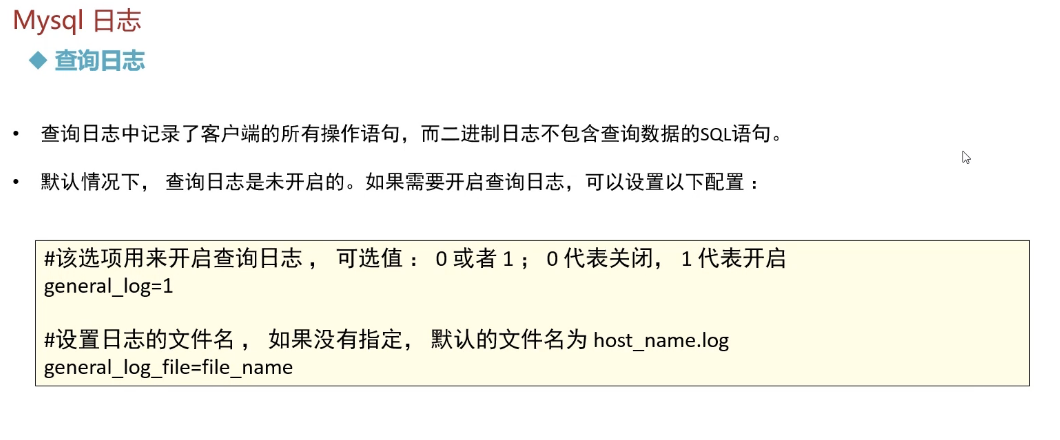 Mysql 日志
◆ 查询日志
• 查询日志中记录了客户端的所有操作语句，而二进制日志不包含查询数据的SQL语句。
• 默认情况下， 查询日志是未开启的。如果需要开启查询日志，可以设置以下配置 ：
#该选项用来开启查询日志 ， 可选值 ： 0 或者 1 ； 0 代表关闭， 1 代表开启
general_log=1
#设置日志的文件名 ， 如果没有指定， 默认的文件名为 host_name.log
general_log_file=file_name